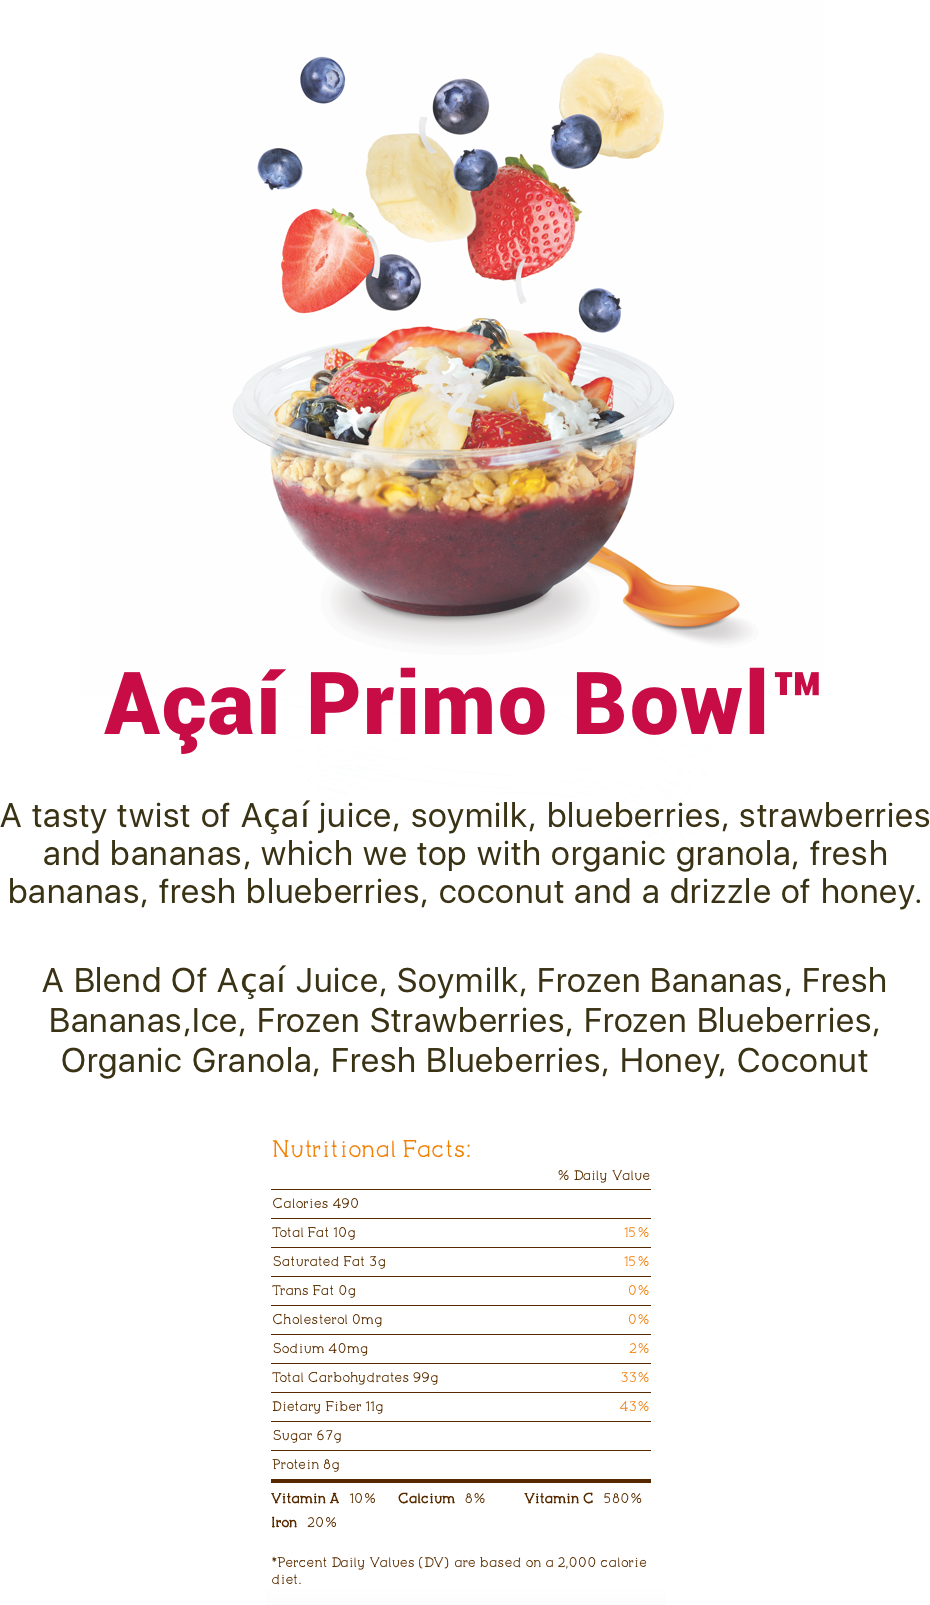 Açaí Primo Bowl™
A tasty twist of Açaí juice, soymilk, blueberries, strawberries
and bananas, which we top with organic granola, fresh
bananas, fresh blueberries, coconut and a drizzle of honey.
A Blend Of Açaí Juice, Soymilk, Frozen Bananas, Fresh
Bananas,Ice, Frozen Strawberries, Frozen Blueberries,
Organic Granola, Fresh Blueberries, Honey, Coconut
Nutritional Facts:
% Daily Value
Calories 490
Total Fat 10g 15%
Saturated Fat 3g 15%
Trans Fat 0g 0%
Cholesterol 0mg 0%
Sodium 40mg 2%
Total Carbohydrates 99g 33%
Dietary Fiber 11g 43%
Sugar 67g
Protein 8g
Vitamin A 10% Calcium 8% Vitamin C 580%
Iron 20%
*Percent Daily Values (DV) are based on a 2,000 calorie
diet.